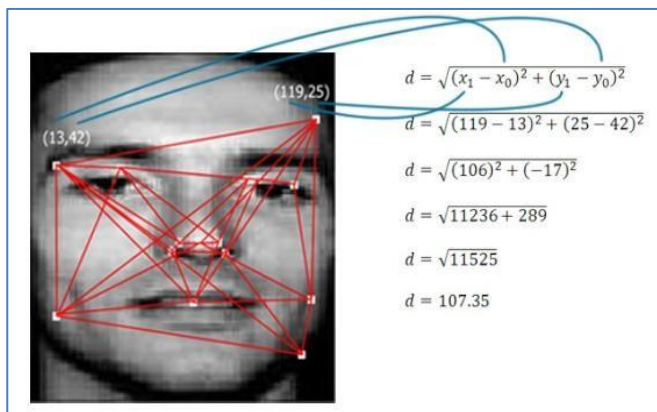 (119,25)
(13,42)
d = √((x₁ − x₀)² + (y₁ − y₀)²)
d = √((119 − 13)² + (25 − 42)²)
d = √((106)² + (−17)²)
d = √(11236 + 289)
d = √11525
d = 107.35